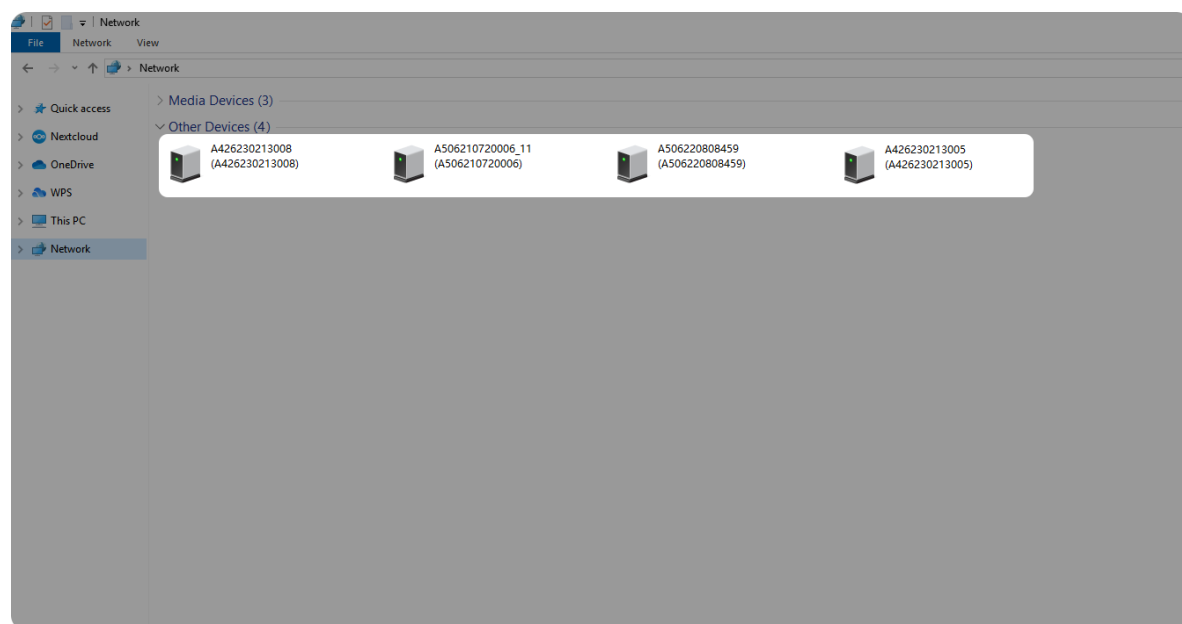 Network
File Network View
Network
Quick access
Nextcloud
OneDrive
WPS
This PC
Network
Media Devices (3)
Other Devices (4)
A426230213008
(A426230213008)
A506210720006_11
(A506210720006)
A506220808459
(A506220808459)
A426230213005
(A426230213005)